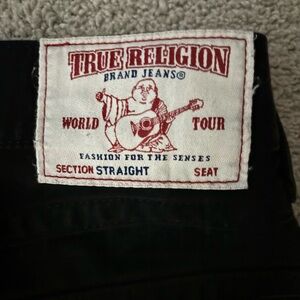 TRUE RELIGION
BRAND JEANS®
WORLD TOUR
FASHION FOR THE SENSES
SECTION STRAIGHT SEAT